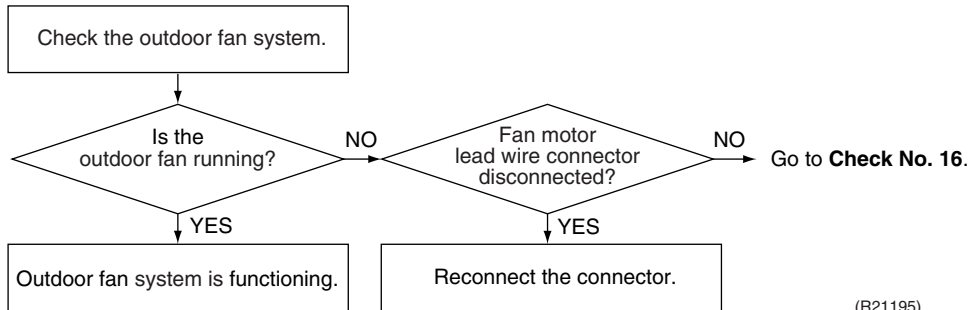 Check the outdoor fan system.
Is the
outdoor fan running?
NO
Fan motor
lead wire connector
disconnected?
NO
Go to Check No. 16.
YES
YES
Outdoor fan system is functioning.
Reconnect the connector.
(R21195)